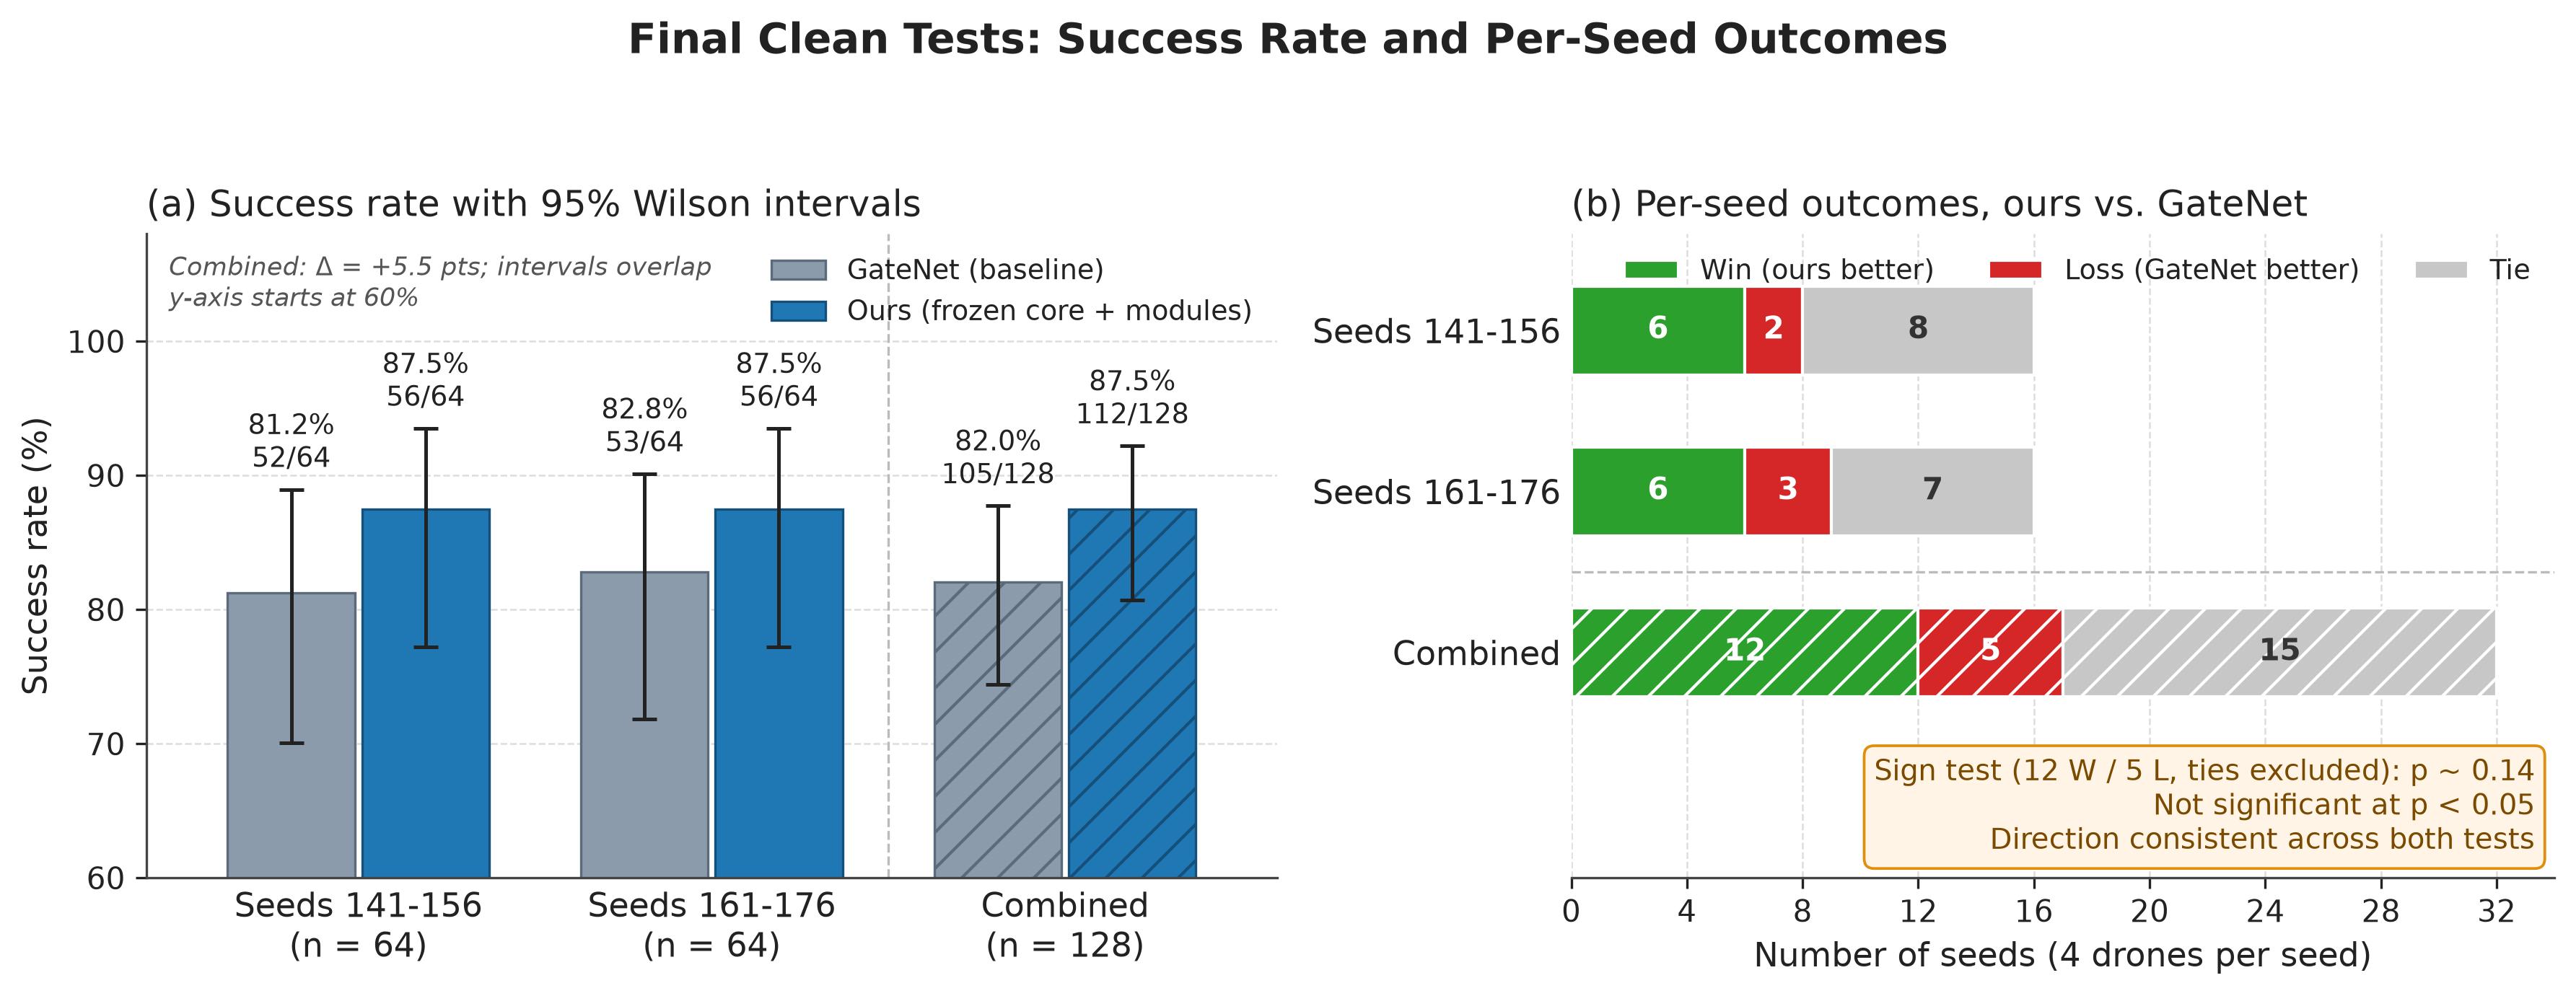 Final Clean Tests: Success Rate and Per-Seed Outcomes
(a) Success rate with 95% Wilson intervals
Combined: Δ = +5.5 pts; intervals overlap
y-axis starts at 60%
GateNet (baseline)
Ours (frozen core + modules)
Success rate (%)
100
90
80
70
60
81.2%
52/64
87.5%
56/64
82.8%
53/64
87.5%
56/64
82.0%
105/128
87.5%
112/128
Seeds 141-156
(n = 64)
Seeds 161-176
(n = 64)
Combined
(n = 128)
(b) Per-seed outcomes, ours vs. GateNet
Win (ours better)
Loss (GateNet better)
Tie
Seeds 141-156
6
2
8
Seeds 161-176
6
3
7
Combined
12
5
15
Sign test (12 W / 5 L, ties excluded): p ~ 0.14
Not significant at p < 0.05
Direction consistent across both tests
0
4
8
12
16
20
24
28
32
Number of seeds (4 drones per seed)